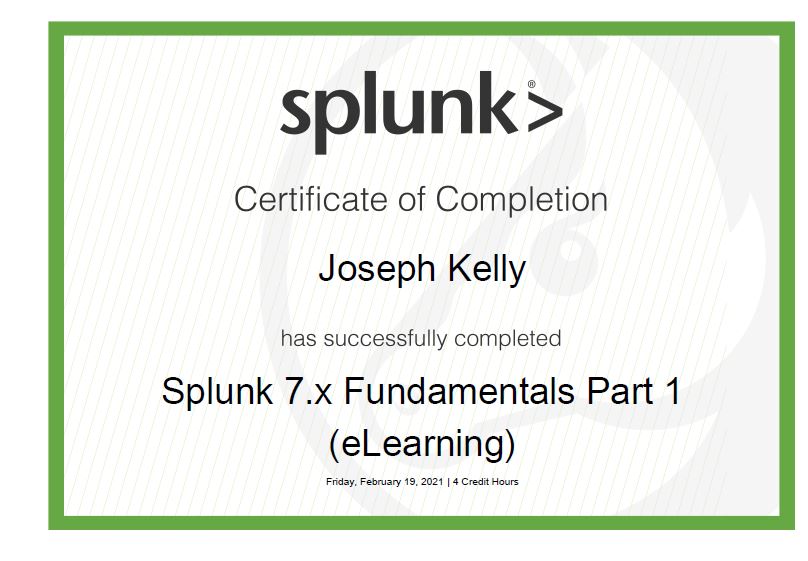 splunk>®
Certificate of Completion
Joseph Kelly
has successfully completed
Splunk 7.x Fundamentals Part 1
(eLearning)
Friday, February 19, 2021 | 4 Credit Hours